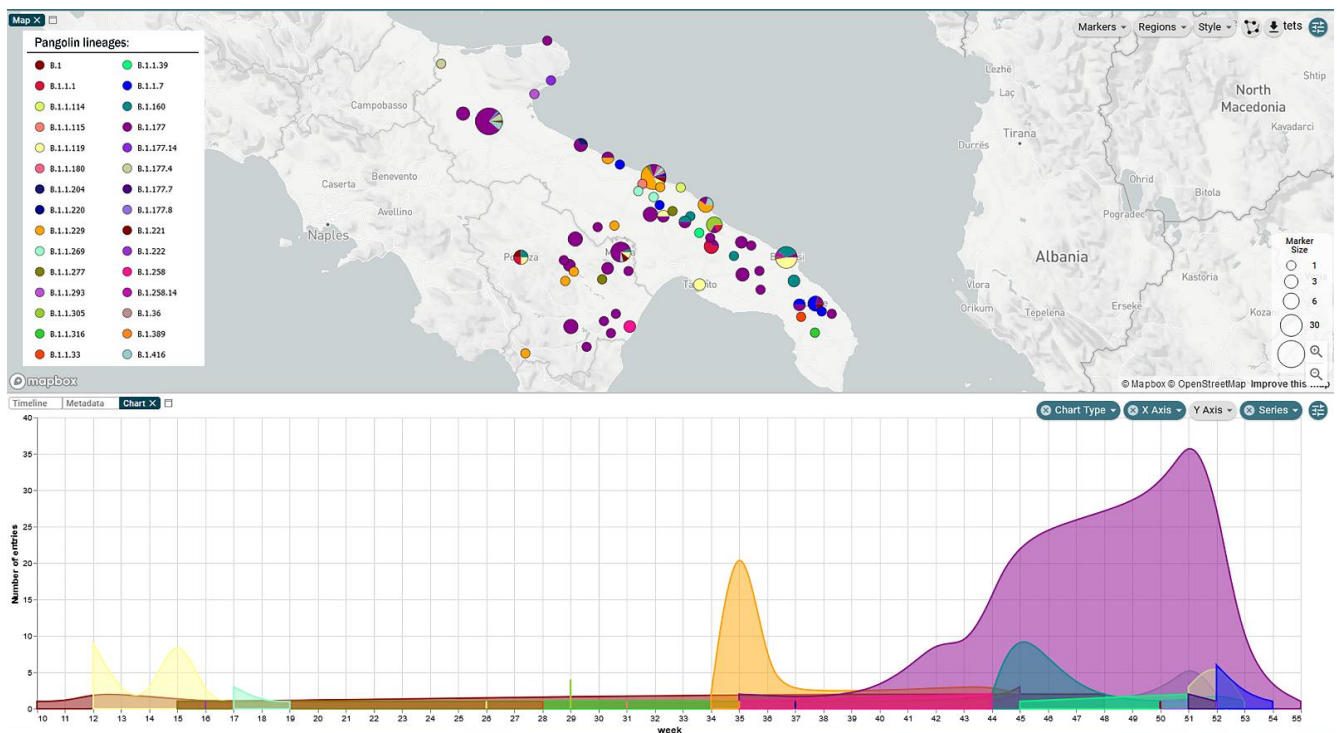 Map ✕
Markers
Regions
Style
tets
Pangolin lineages:
B.1
B.1.1.39
B.1.1.1
B.1.1.7
B.1.1.114
B.1.160
B.1.1.115
B.1.177
B.1.1.119
B.1.177.14
B.1.1.180
B.1.177.4
B.1.1.204
B.1.177.7
B.1.1.220
B.1.177.8
B.1.1.229
B.1.221
B.1.1.269
B.1.222
B.1.1.277
B.1.258
B.1.1.293
B.1.258.14
B.1.1.305
B.1.36
B.1.1.316
B.1.389
B.1.1.33
B.1.416
Campobasso
Caserta
Benevento
Avellino
Naples
Lezhë
Laç
Tirana
Durrës
North
Macedonia
Shtip
Kavadarci
Ohrid
Bitola
Pogradec
Albania
Vlora
Orikum
Tepelena
Ersekë
Kastoria
Marker
Size
1
3
6
30
mapbox
© Mapbox © OpenStreetMap Improve this map
Timeline
Metadata
Chart ✕
Chart Type
X Axis
Y Axis
Series
40
35
30
25
20
15
10
5
0
Number of entries
10 11 12 13 14 15 16 17 18 19 20 21 22 23 24 25 26 27 28 29 30 31 32 33 34 35 36 37 38 39 40 41 42 43 44 45 46 47 48 49 50 51 52 53 54 55
week